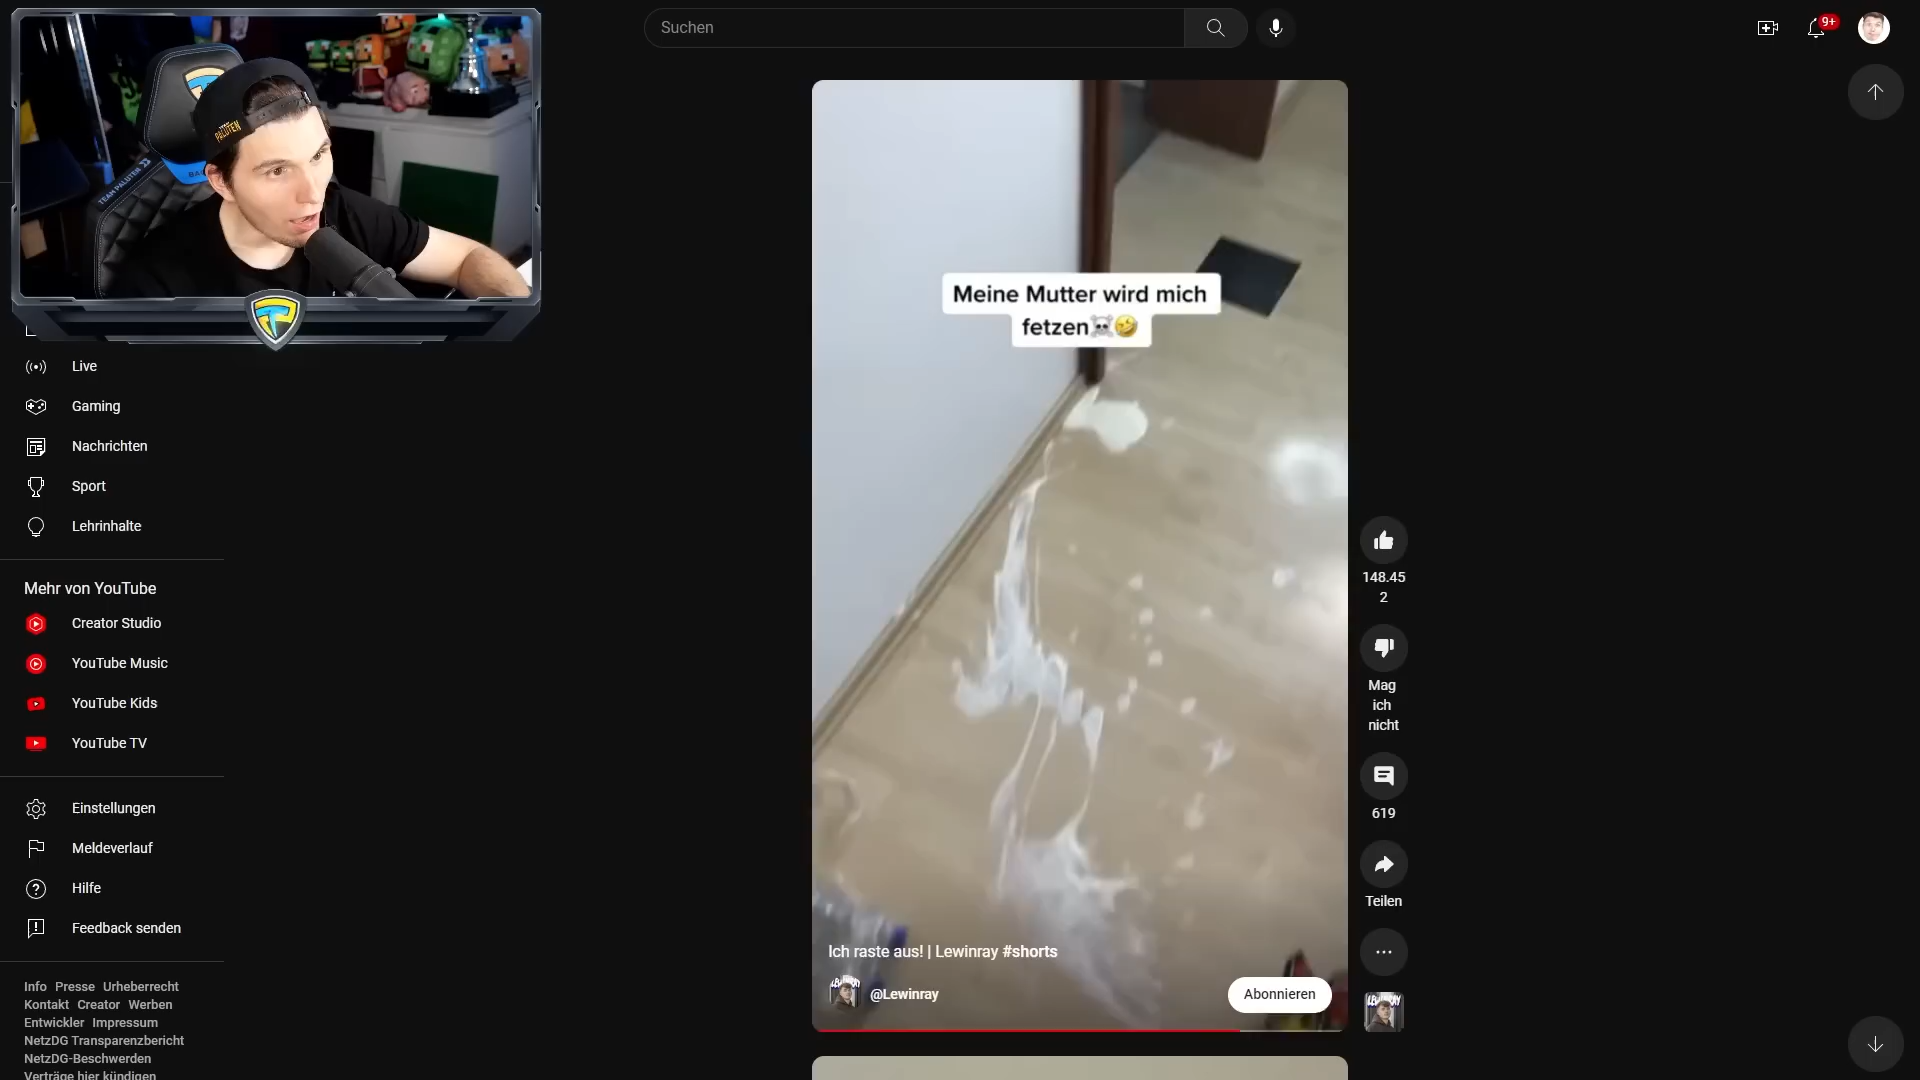 Suchen
9+
PALUTEN
TEAM PALUTEN
Live
Gaming
Nachrichten
Sport
Lehrinhalte
Mehr von YouTube
Creator Studio
YouTube Music
YouTube Kids
YouTube TV
Einstellungen
Meldeverlauf
Hilfe
Feedback senden
Info Presse Urheberrecht
Kontakt Creator Werben
Entwickler Impressum
NetzDG Transparenzbericht
NetzDG-Beschwerden
Verträge hier kündigen
Meine Mutter wird mich
fetzen☠🤣
Ich raste aus! | Lewinray #shorts
@Lewinray
Abonnieren
148.45
2
Mag
ich
nicht
619
Teilen